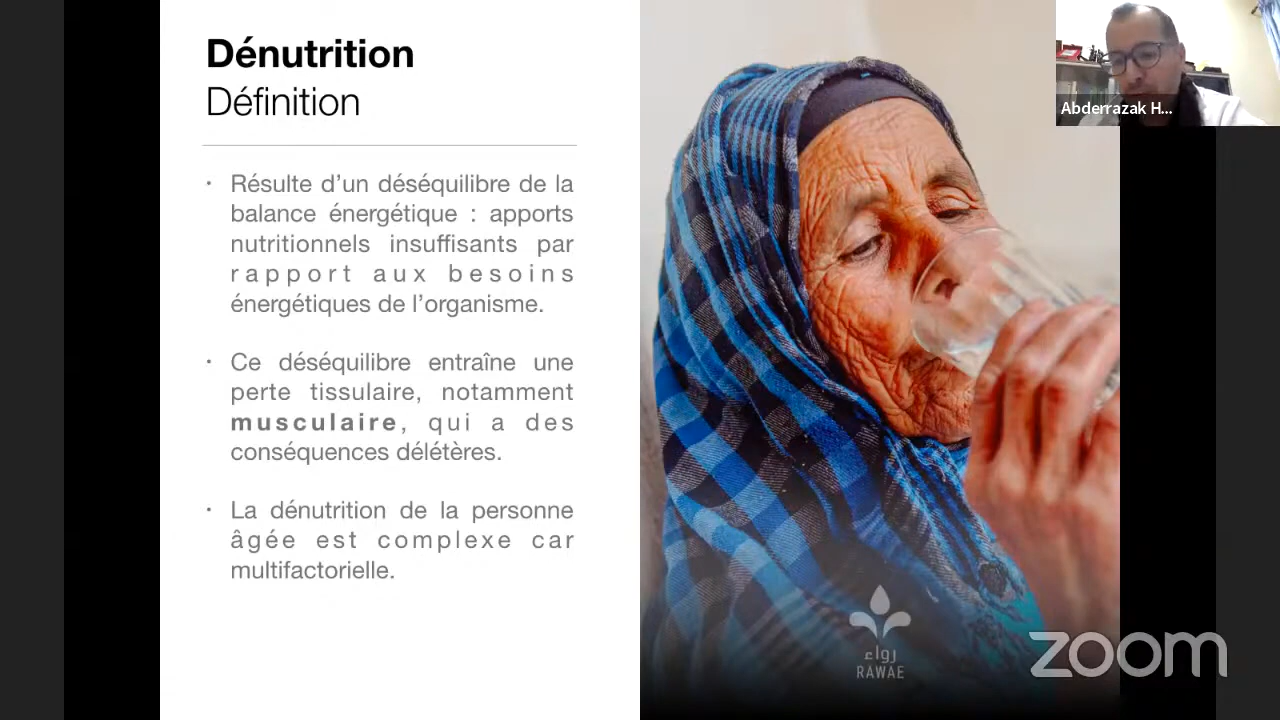 Dénutrition
Définition
• Résulte d’un déséquilibre de la
balance énergétique : apports
nutritionnels insuffisants par
rapport aux besoins
énergétiques de l’organisme.
• Ce déséquilibre entraîne une
perte tissulaire, notamment
musculaire, qui a des
conséquences délétères.
• La dénutrition de la personne
âgée est complexe car
multifactorielle.
Abderrazak H...
رواء
RAWAE
zoom